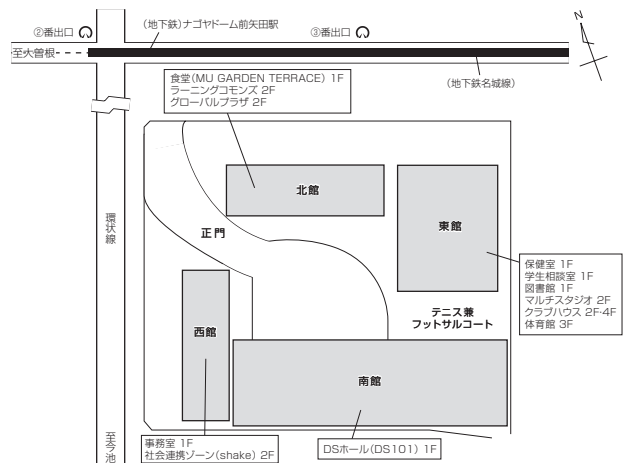 (地下鉄)ナゴヤドーム前矢田駅
②番出口
③番出口
N
至大曽根
(地下鉄名城線)
食堂(MU GARDEN TERRACE) 1F
ラーニングコモンズ 2F
グローバルプラザ 2F
北館
東館
環状線
正門
保健室 1F
学生相談室 1F
図書館 1F
マルチスタジオ 2F
クラブハウス 2F・4F
体育館 3F
テニス兼
フットサルコート
西館
南館
至今池
事務室 1F
社会連携ゾーン(shake) 2F
DSホール(DS101) 1F